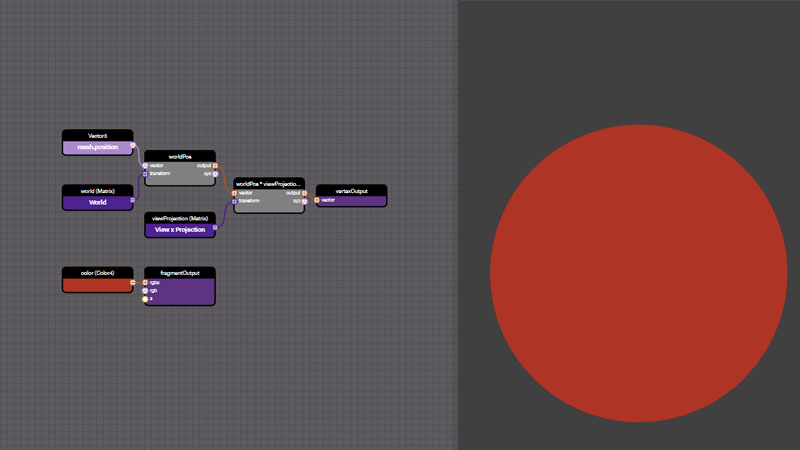 Vector3
mesh.position
worldPos
vector output
transform xyz
world (Matrix)
World
worldPos * viewProjectio...
vector output
transform xyz
vertexOutput
vector
viewProjection (Matrix)
View x Projection
color (Color4)
fragmentOutput
rgba
rgb
a